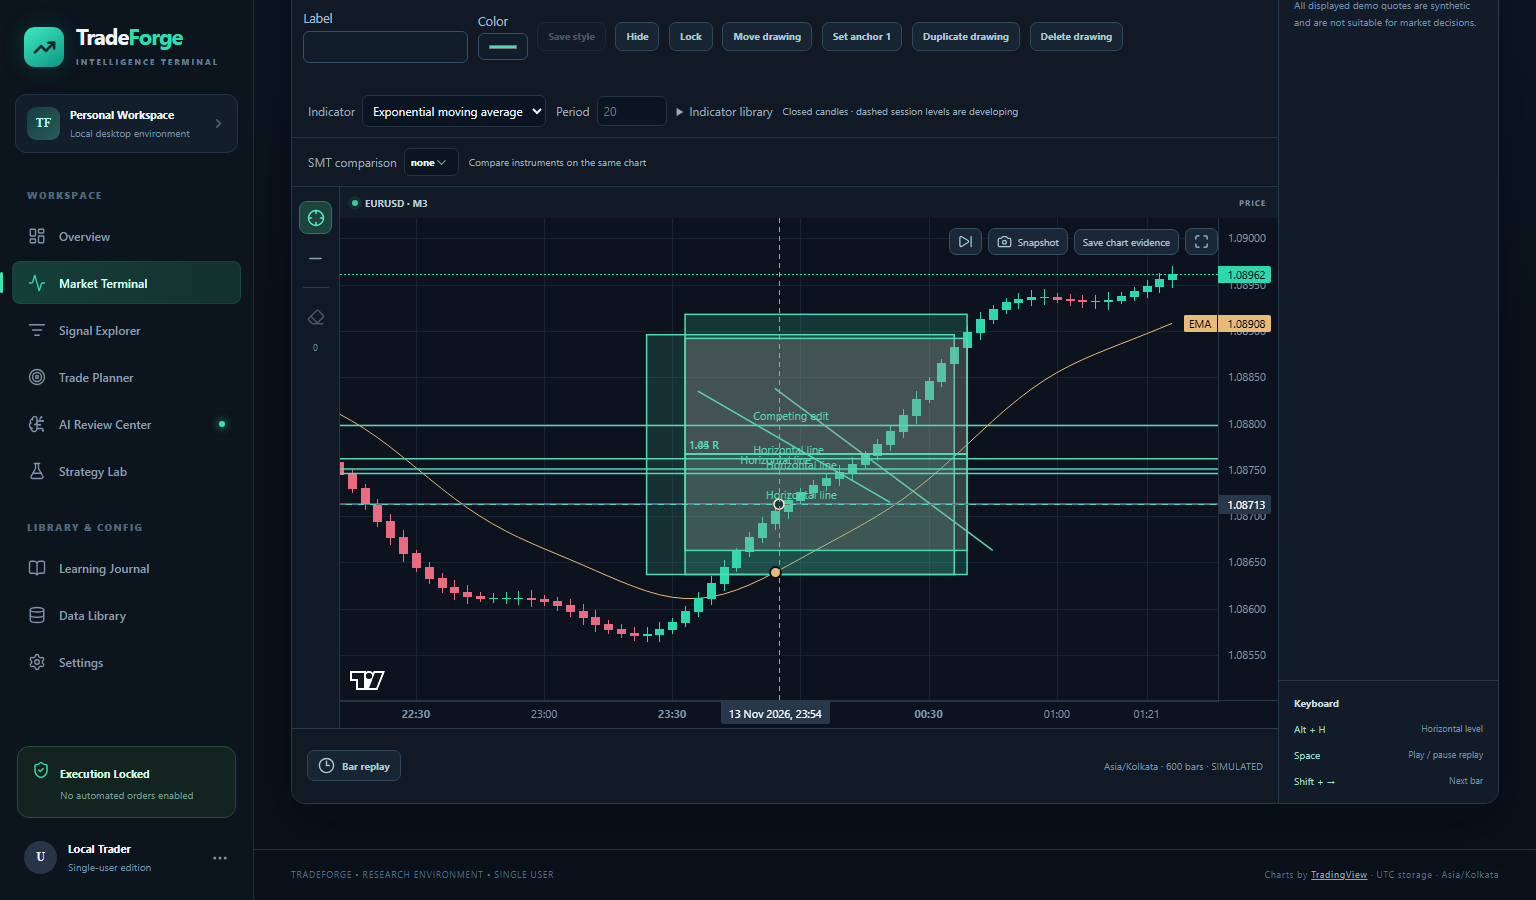 TradeForge
INTELLIGENCE TERMINAL
TF
Personal Workspace
Local desktop environment
WORKSPACE
Overview
Market Terminal
Signal Explorer
Trade Planner
AI Review Center
Strategy Lab
LIBRARY & CONFIG
Learning Journal
Data Library
Settings
Execution Locked
No automated orders enabled
U
Local Trader
Single-user edition
Label
Color
Save style
Hide
Lock
Move drawing
Set anchor 1
Duplicate drawing
Delete drawing
Indicator
Exponential moving average
Period
20
Indicator library
Closed candles · dashed session levels are developing
SMT comparison
none
Compare instruments on the same chart
EURUSD · M3
PRICE
Snapshot
Save chart evidence
0
Competing edit
Horizontal line
Horizontal line
Horizontal line
Horizontal line
1.09000
1.08962
1.08950
EMA
1.08908
1.08850
1.08800
1.08750
1.08713
1.08700
1.08650
1.08600
1.08550
22:30
23:00
23:30
13 Nov 2026, 23:54
00:30
01:00
01:21
Bar replay
Asia/Kolkata · 600 bars · SIMULATED
All displayed demo quotes are synthetic
and are not suitable for market decisions.
Keyboard
Alt + H
Horizontal level
Space
Play / pause replay
Shift + →
Next bar
TRADEFORGE • RESEARCH ENVIRONMENT • SINGLE USER
Charts by TradingView · UTC storage · Asia/Kolkata